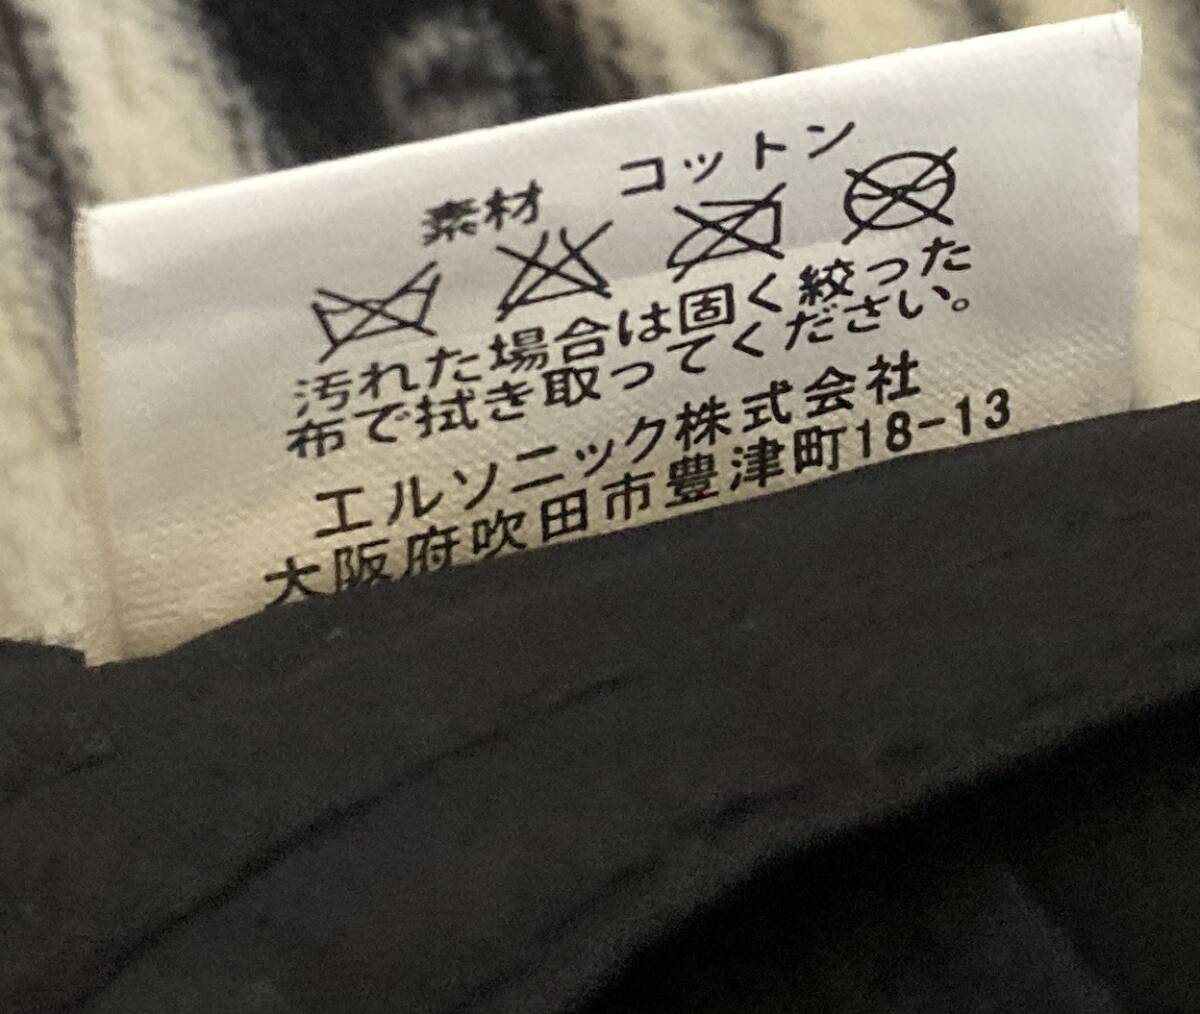 素材　コットン
汚れた場合は固く絞った
布で拭き取ってください。
エルソニック株式会社
大阪府吹田市豊津町18-13